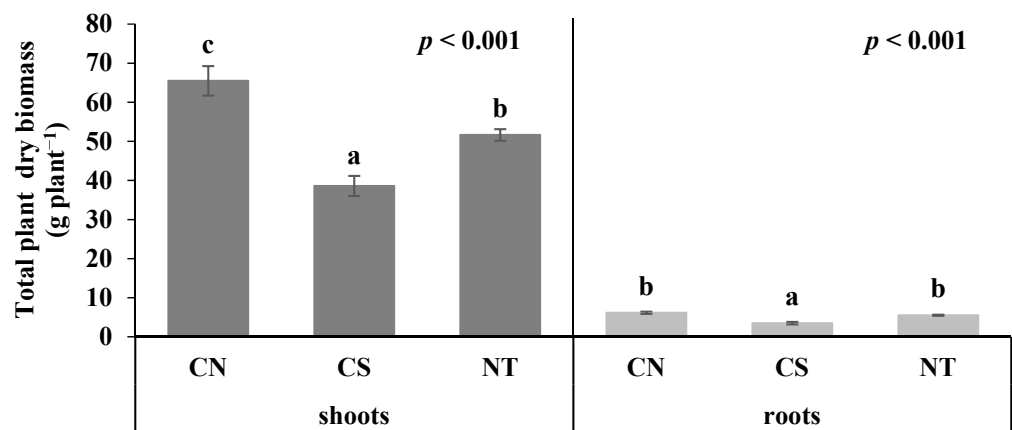 Total plant dry biomass
(g plant⁻¹)
80
70
60
50
40
30
20
10
0
c
a
b
p < 0.001
b
a
b
p < 0.001
CN
CS
NT
CN
CS
NT
shoots
roots